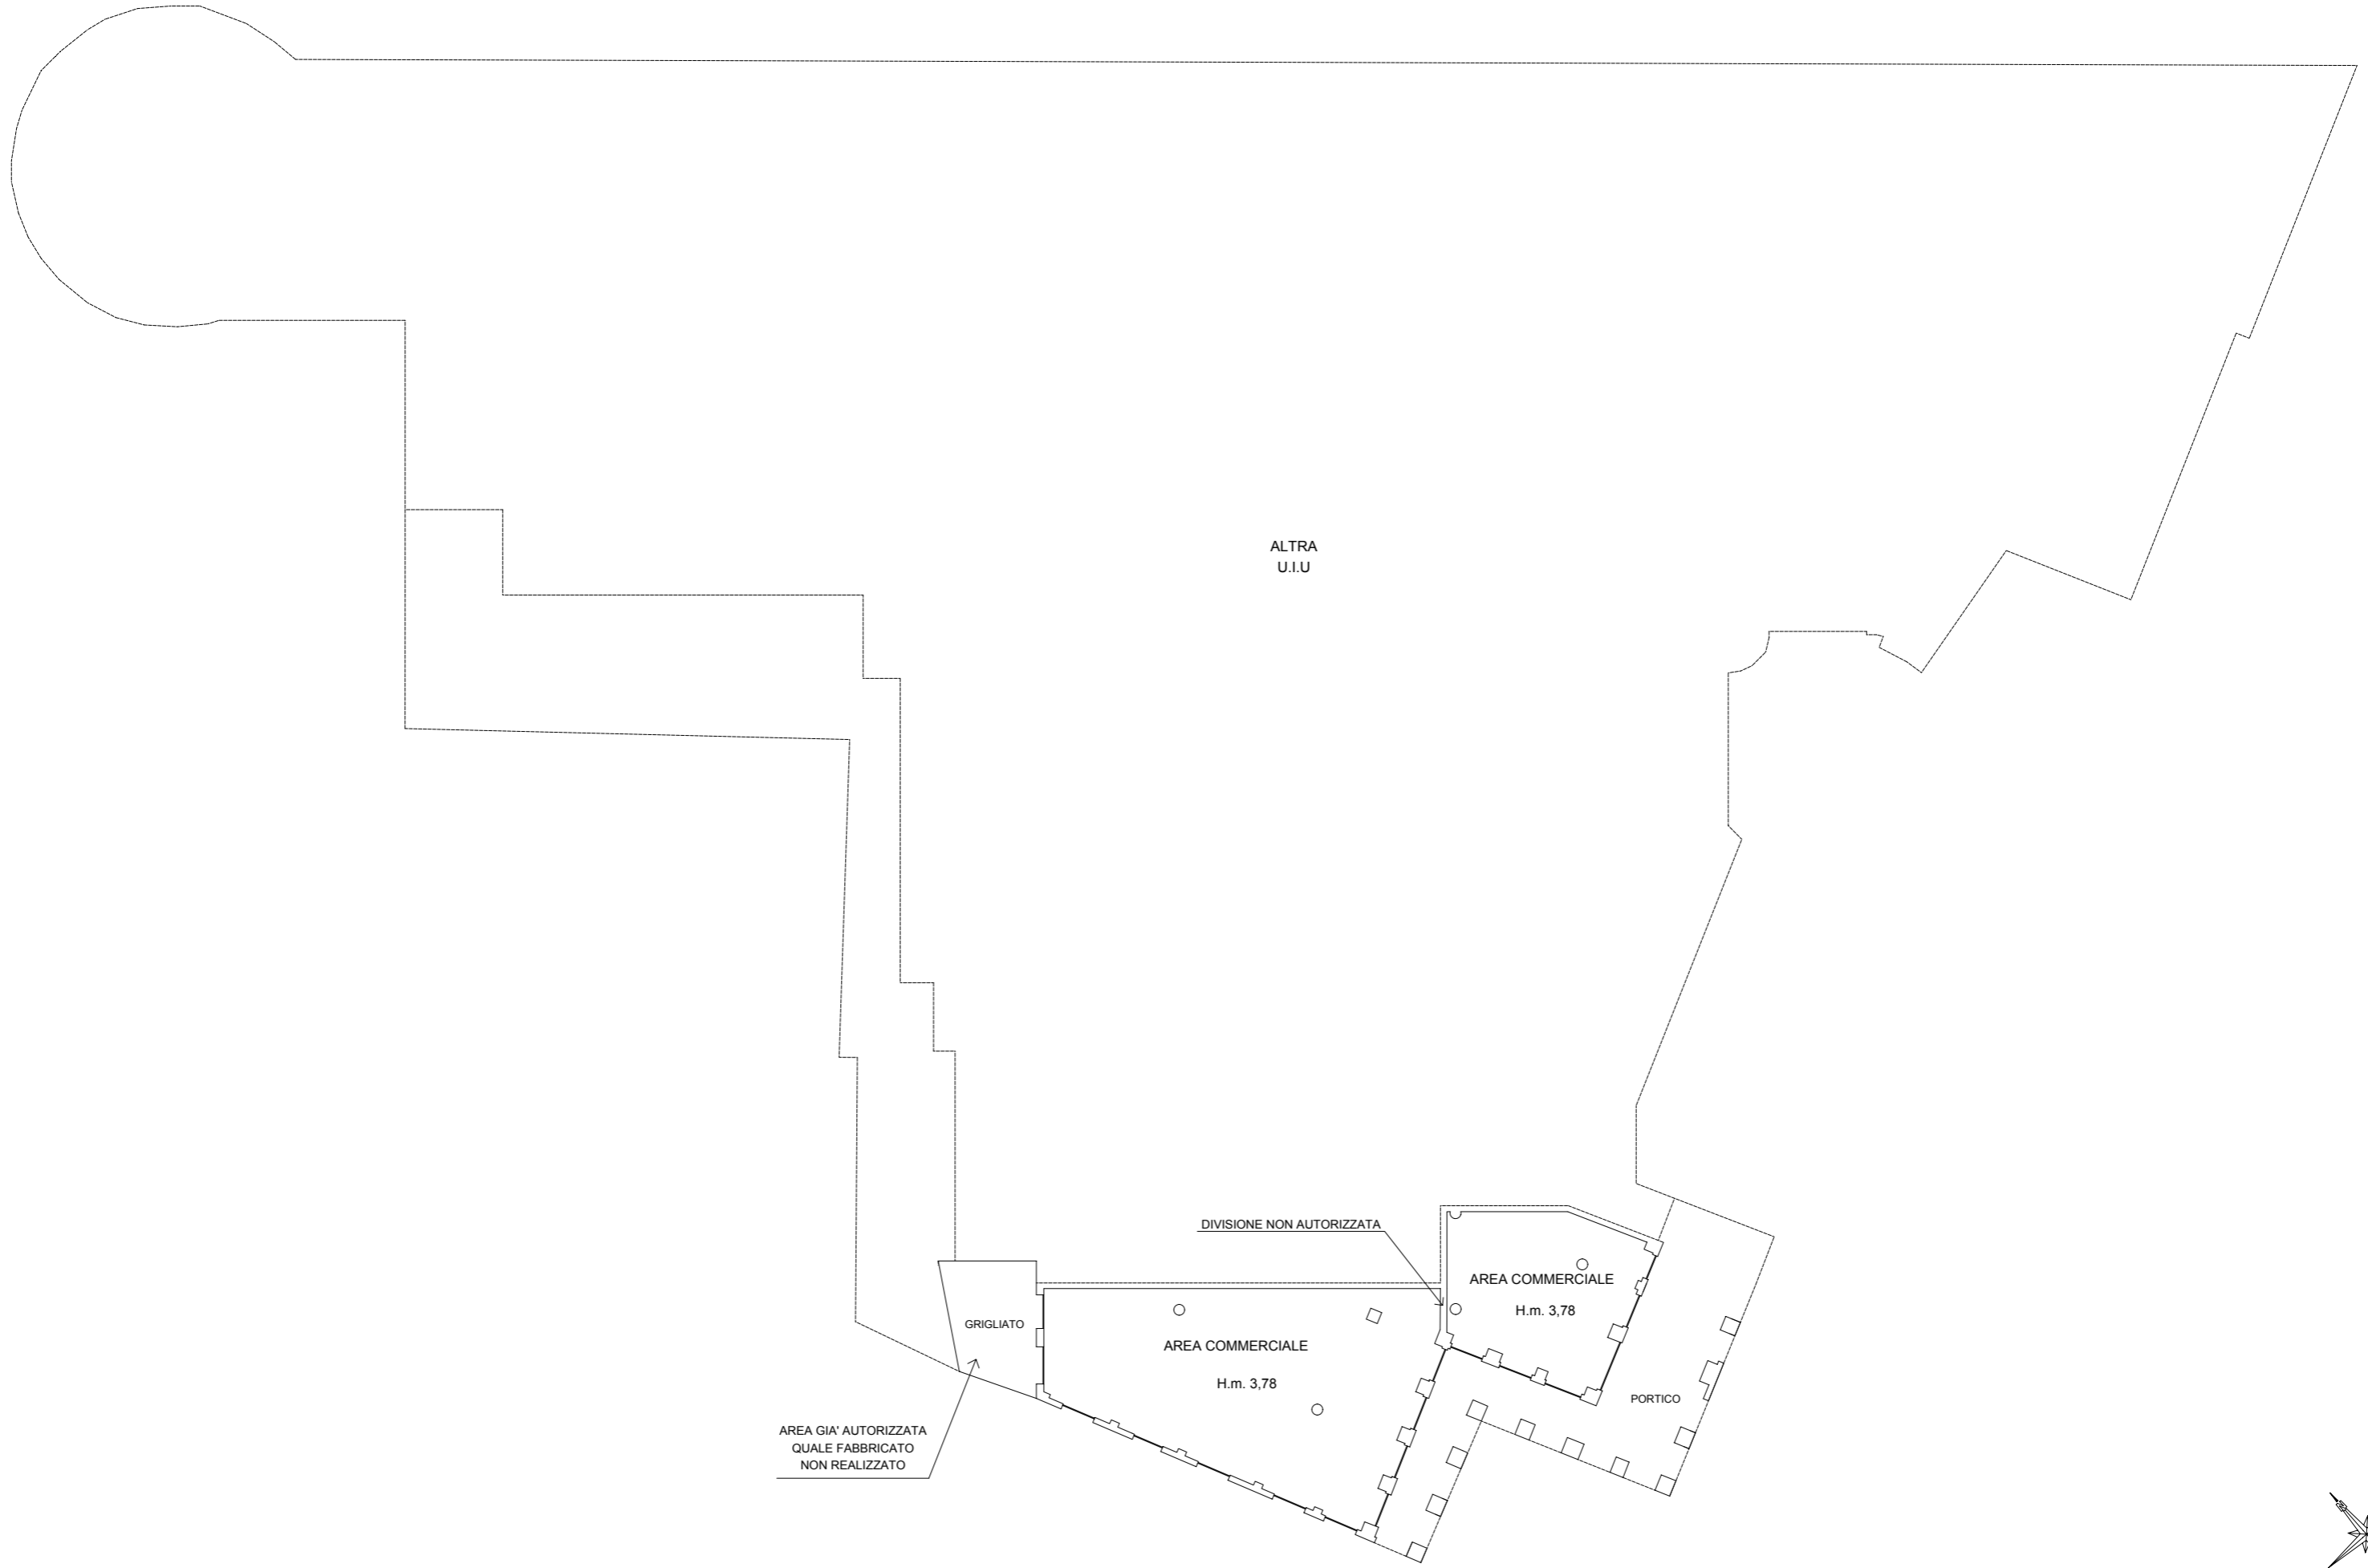 ALTRA
U.I.U
DIVISIONE NON AUTORIZZATA
AREA COMMERCIALE
H.m. 3,78
GRIGLIATO
AREA COMMERCIALE
H.m. 3,78
PORTICO
AREA GIA' AUTORIZZATA
QUALE FABBRICATO
NON REALIZZATO